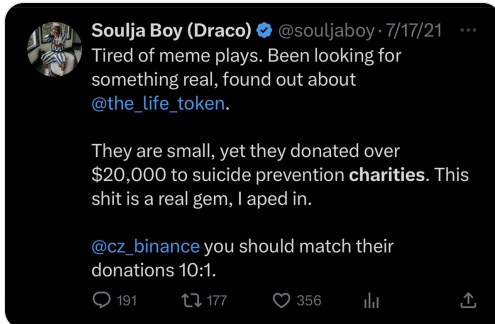 Soulja Boy (Draco) @souljaboy · 7/17/21
Tired of meme plays. Been looking for
something real, found out about
@the_life_token.
They are small, yet they donated over
$20,000 to suicide prevention charities. This
shit is a real gem, I aped in.
@cz_binance you should match their
donations 10:1.
191 177 356